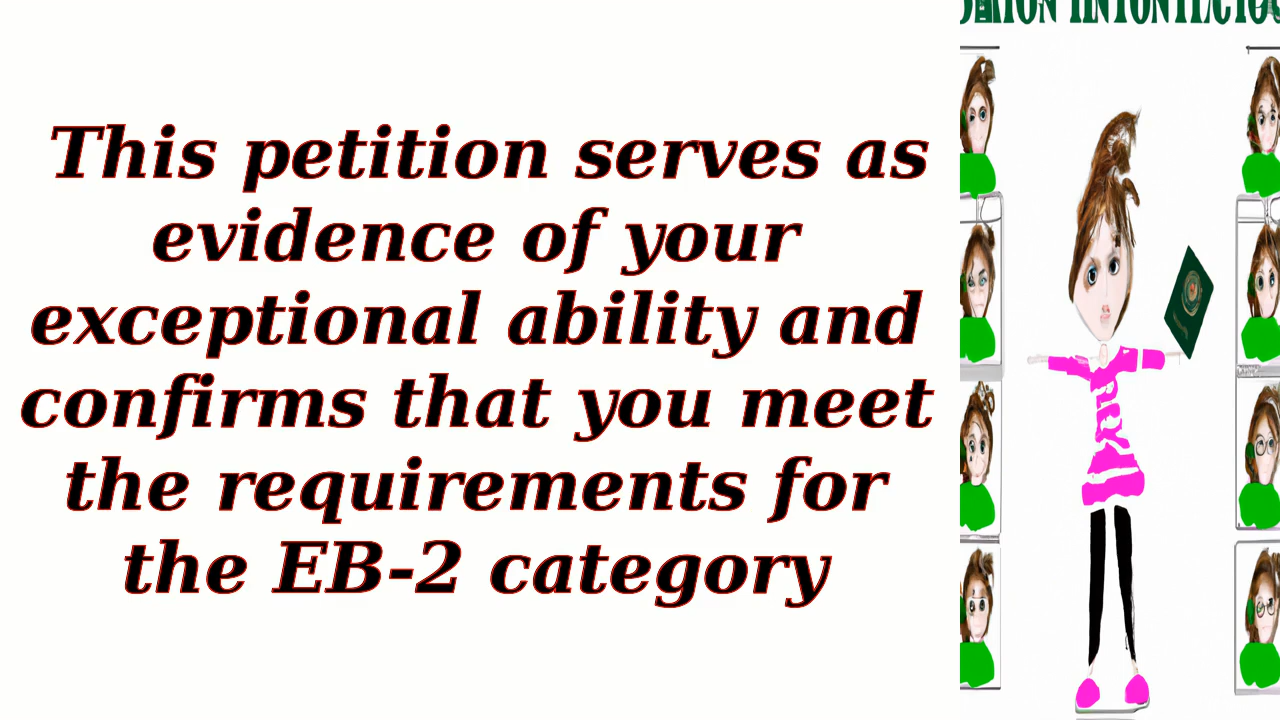 This petition serves as
evidence of your
exceptional ability and
confirms that you meet
the requirements for
the EB-2 category